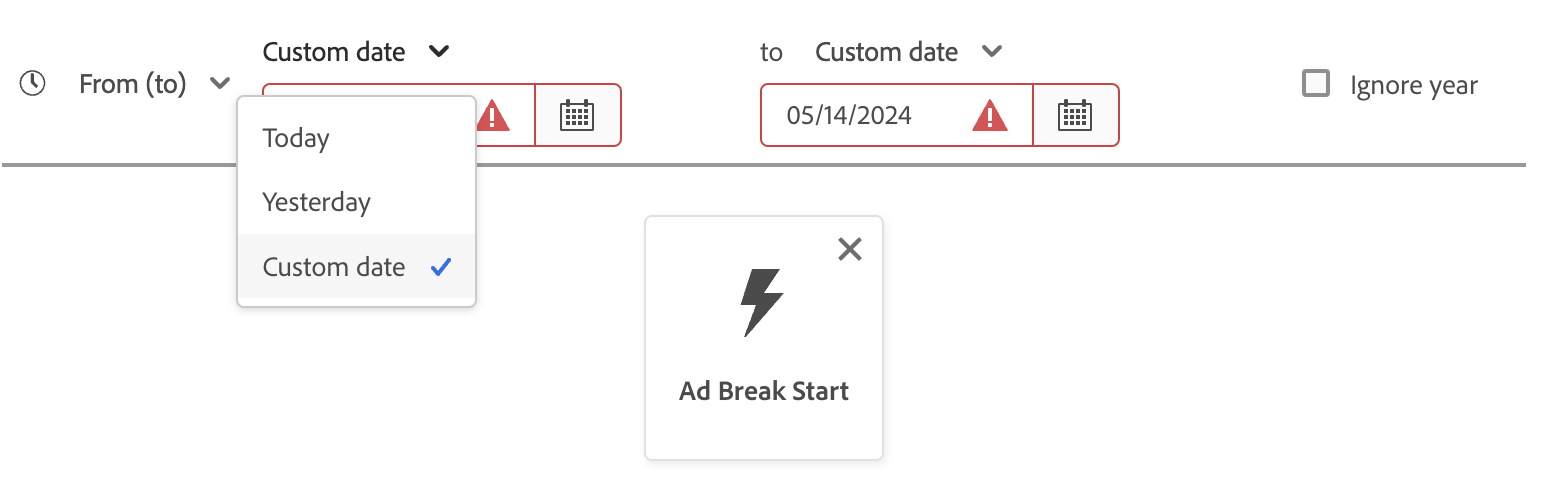 Custom date
to Custom date
From (to)
05/14/2024
Ignore year
Today
Yesterday
Custom date
Ad Break Start